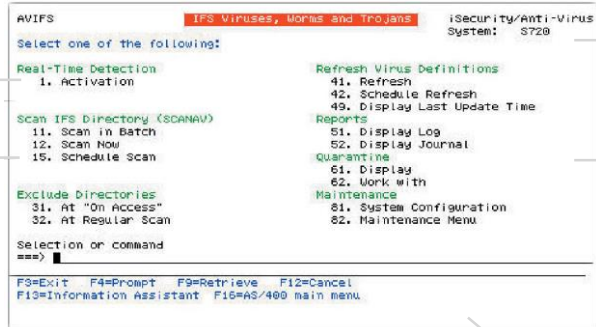 AVIFS IFS Viruses, Worms and Trojans iSecurity/Anti-Virus
System: S720
Select one of the following:
Real-Time Detection
1. Activation
Scan IFS Directory (SCANAV)
11. Scan in Batch
12. Scan Now
15. Schedule Scan
Exclude Directories
31. At "On Access"
32. At Regular Scan
Refresh Virus Definitions
41. Refresh
42. Schedule Refresh
49. Display Last Update Time
Reports
51. Display Log
52. Display Journal
Quarantine
61. Display
62. Work with
Maintenance
81. System Configuration
82. Maintenance Menu
Selection or command
===>
F3=Exit F4=Prompt F9=Retrieve F12=Cancel
F13=Information Assistant F16=AS/400 main menu